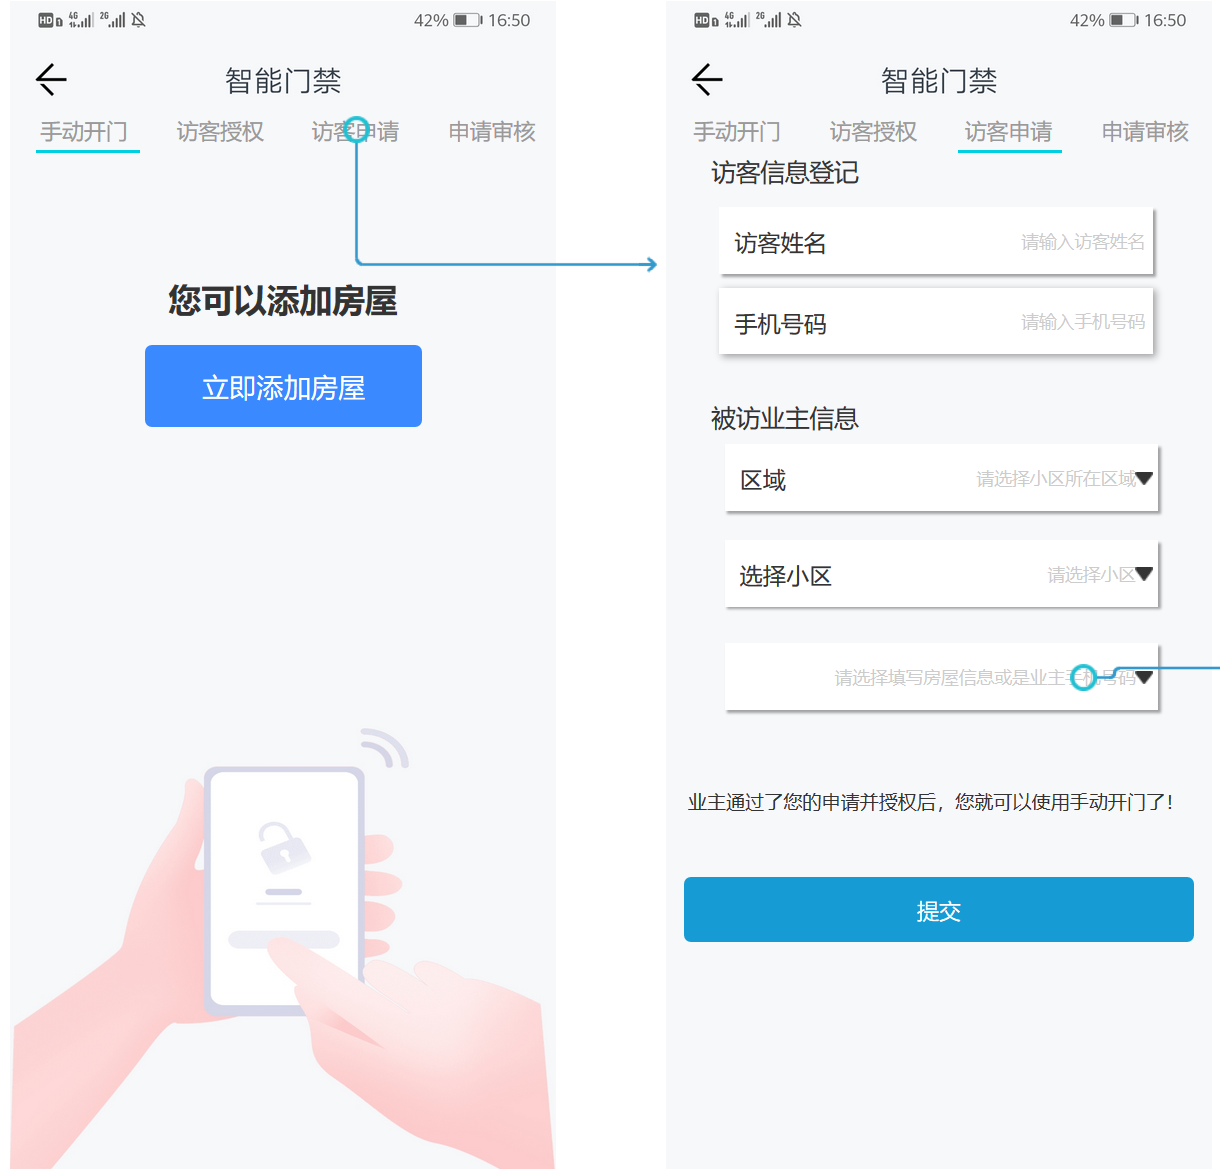 HD 4G 2G 42% 16:50
智能门禁
手动开门 访客授权 访客申请 申请审核
您可以添加房屋
立即添加房屋
HD 4G 2G 42% 16:50
智能门禁
手动开门 访客授权 访客申请 申请审核
访客信息登记
访客姓名 请输入访客姓名
手机号码 请输入手机号码
被访业主信息
区域 请选择小区所在区域
选择小区 请选择小区
请选择填写房屋信息或是业主手机号码
业主通过了您的申请并授权后，您就可以使用手动开门了！
提交